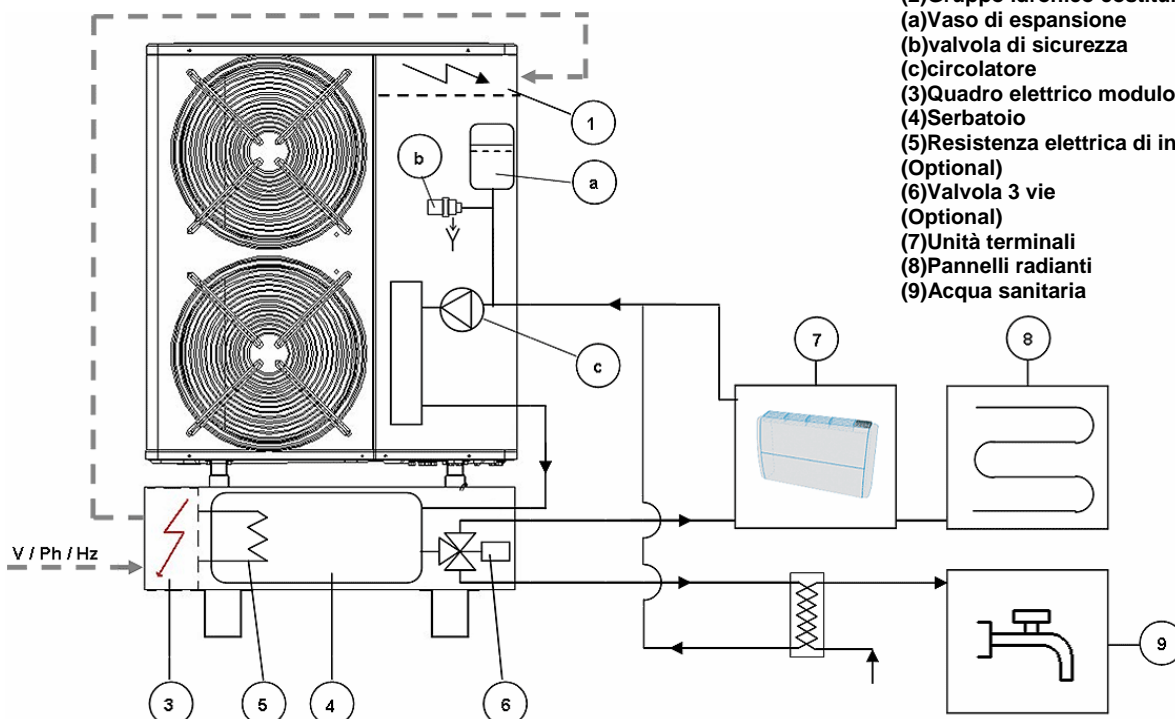 (a)Vaso di espansione
(b)valvola di sicurezza
(c)circolatore
(3)Quadro elettrico modulo
(4)Serbatoio
(5)Resistenza elettrica di in
(Optional)
(6)Valvola 3 vie
(Optional)
(7)Unità terminali
(8)Pannelli radianti
(9)Acqua sanitaria
1
b
a
c
7
8
V / Ph / Hz
9
3
5
4
6